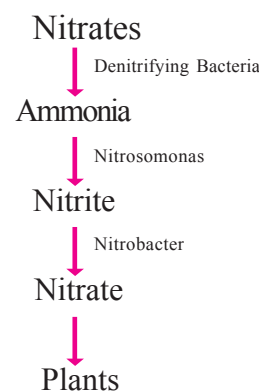 Nitrates
Denitrifying Bacteria
Ammonia
Nitrosomonas
Nitrite
Nitrobacter
Nitrate
Plants